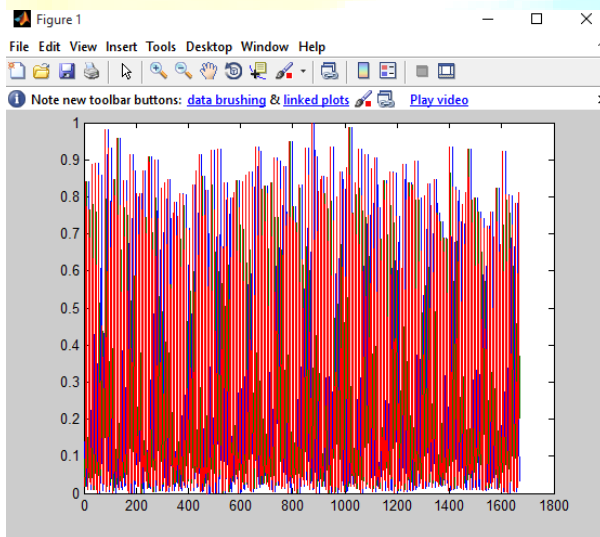 Figure 1
File Edit View Insert Tools Desktop Window Help
Note new toolbar buttons: data brushing & linked plots Play video
1
0.9
0.8
0.7
0.6
0.5
0.4
0.3
0.2
0.1
0
0 200 400 600 800 1000 1200 1400 1600 1800